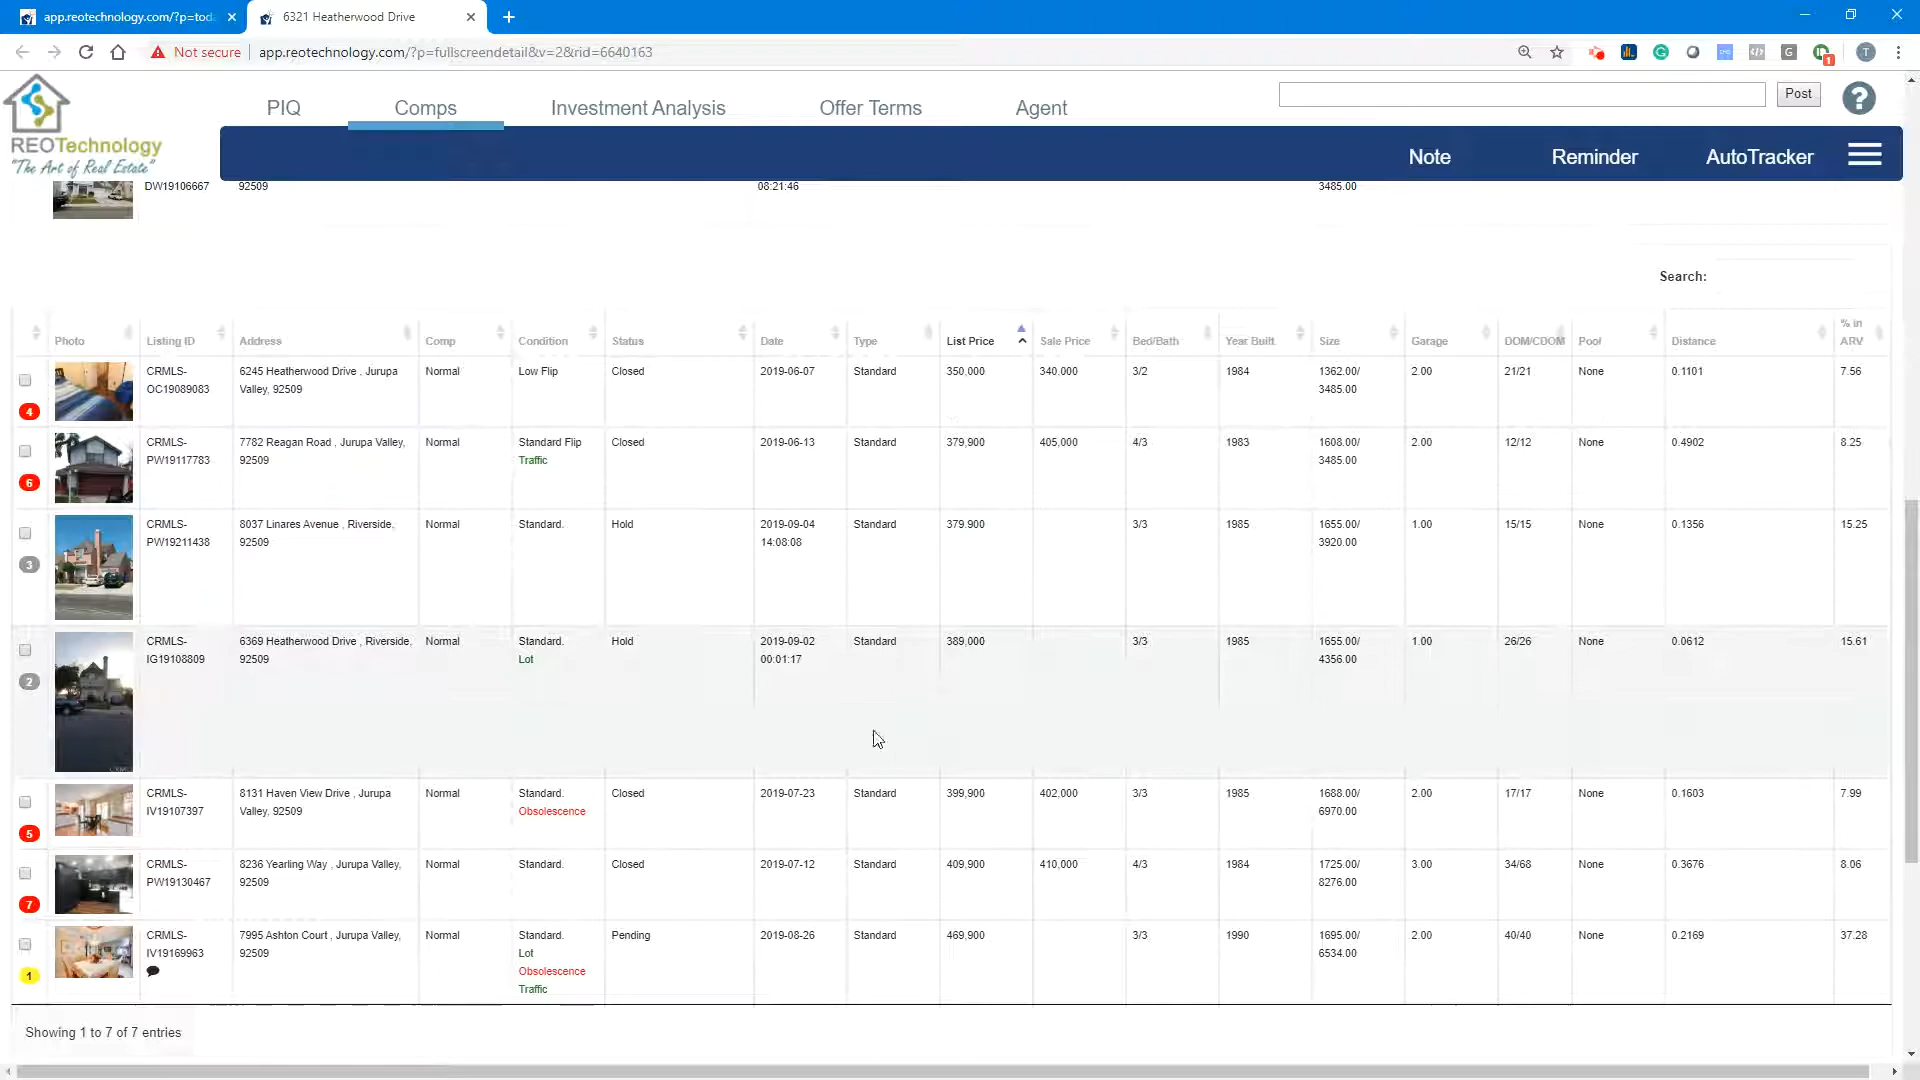 app.reotechnology.com/?p=tod
6321 Heatherwood Drive
Not secure
app.reotechnology.com/?p=fullscreendetail&v=2&rid=6640163
T
1
REOTechnology
"The Art of Real Estate"
PIQ
Comps
Investment Analysis
Offer Terms
Agent
Post
?
Note
Reminder
AutoTracker
DW19106667
92509
08:21:46
3485.00
Search:
Photo
Listing ID
Address
Comp
Condition
Status
Date
Type
List Price
Sale Price
Bed/Bath
Year Built
Size
Garage
DOM/CDOM
Pool
Distance
% in
ARV
CRMLS- 6245 Heatherwood Drive , Jurupa Normal Low Flip Closed 2019-06-07 Standard 350,000 340,000 3/2 1984 1362.00/ 2.00 21/21 None 0.1101 7.56
OC19089083 Valley, 92509 3485.00
4
CRMLS- 7782 Reagan Road , Jurupa Valley, Normal Standard Flip Closed 2019-06-13 Standard 379,900 405,000 4/3 1983 1608.00/ 2.00 12/12 None 0.4902 8.25
PW19117783 92509 Traffic 3485.00
6
CRMLS- 8037 Linares Avenue , Riverside, Normal Standard. Hold 2019-09-04 Standard 379,900 3/3 1985 1655.00/ 1.00 15/15 None 0.1356 15.25
PW19211438 92509 14:08:08 3920.00
3
CRMLS- 6369 Heatherwood Drive , Riverside, Normal Standard. Hold 2019-09-02 Standard 389,000 3/3 1985 1655.00/ 1.00 26/26 None 0.0612 15.61
IG19108809 92509 Lot 00:01:17 4356.00
2
CRMLS- 8131 Haven View Drive , Jurupa Normal Standard. Closed 2019-07-23 Standard 399,900 402,000 3/3 1985 1688.00/ 2.00 17/17 None 0.1603 7.99
IV19107397 Valley, 92509 Obsolescence 6970.00
5
CRMLS- 8236 Yearling Way , Jurupa Valley, Normal Standard. Closed 2019-07-12 Standard 409,900 410,000 4/3 1984 1725.00/ 3.00 34/68 None 0.3676 8.06
PW19130467 92509 8276.00
7
CRMLS- 7995 Ashton Court , Jurupa Valley, Normal Standard. Pending 2019-08-26 Standard 469,900 3/3 1990 1695.00/ 2.00 40/40 None 0.2169 37.28
IV19169963 92509 Lot 6534.00
1 Obsolescence
Traffic
Showing 1 to 7 of 7 entries